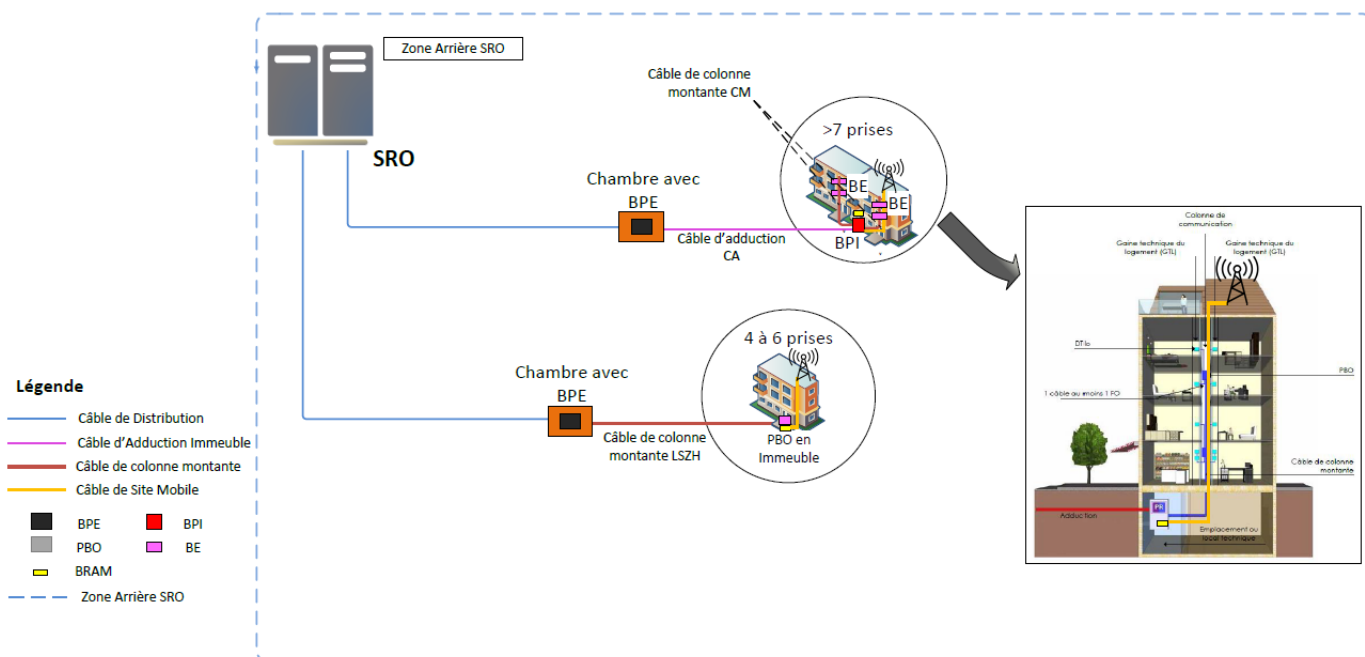 Zone Arrière SRO
SRO
Câble de colonne
montante CM
>7 prises
BE
BE
BPI
Chambre avec
BPE
Câble d'adduction
CA
4 à 6 prises
Chambre avec
BPE
Câble de colonne
montante LSZH
PBO en
Immeuble
Colonne de
communication
Gaine technique du
logement (GTL)
Gaine technique du
logement (GTL)
DTIo
PBO
1 câble au moins 1 FO
Câble de colonne
montante
Adduction
Emplacement ou
local technique
Légende
Câble de Distribution
Câble d'Adduction Immeuble
Câble de colonne montante
Câble de Site Mobile
BPE
BPI
PBO
BE
BRAM
Zone Arrière SRO